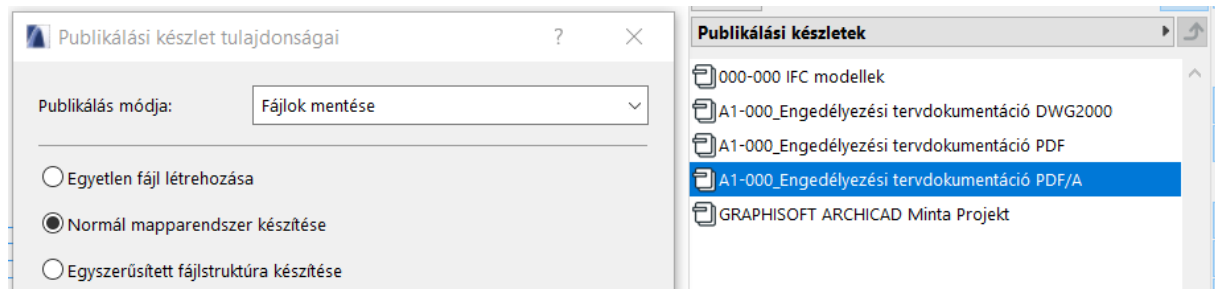 Publikálási készlet tulajdonságai
?
Publikálás módja:
Fájlok mentése
Egyetlen fájl létrehozása
Normál mapparendszer készítése
Egyszerűsített fájlstruktúra készítése
Publikálási készletek
000-000 IFC modellek
A1-000_Engedélyezési tervdokumentáció DWG2000
A1-000_Engedélyezési tervdokumentáció PDF
A1-000_Engedélyezési tervdokumentáció PDF/A
GRAPHISOFT ARCHICAD Minta Projekt